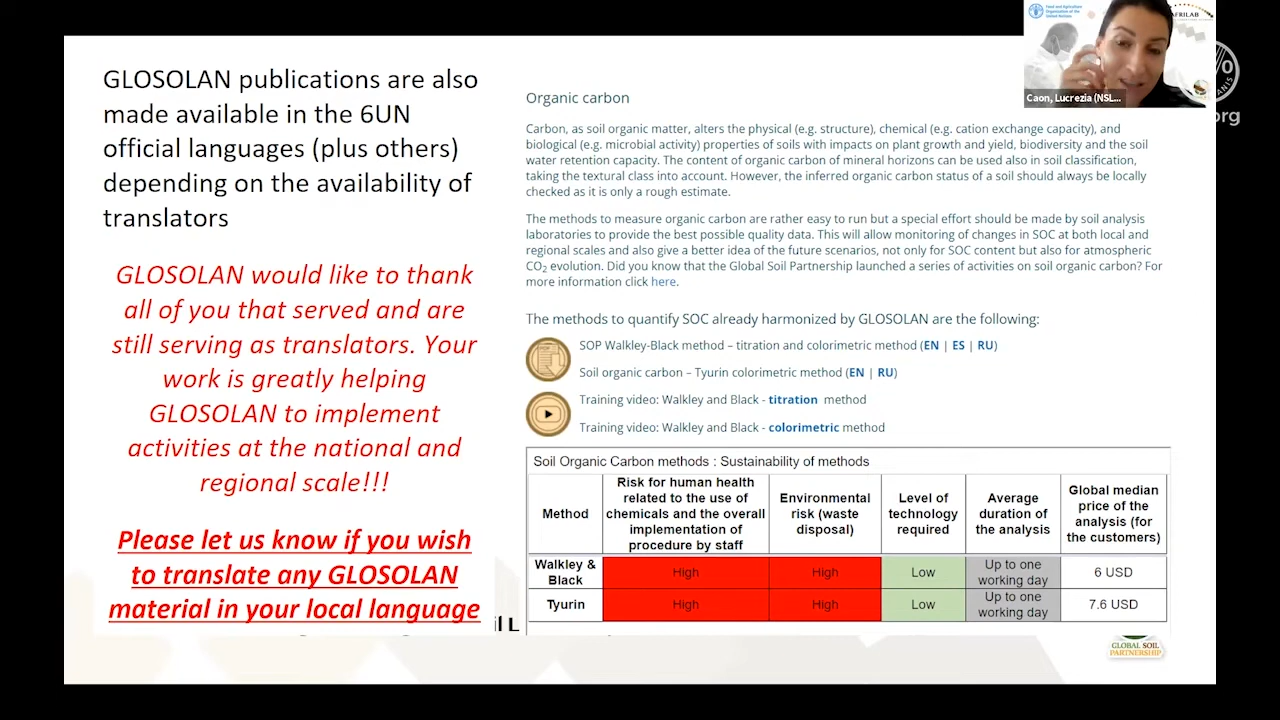 GLOSOLAN publications are also
made available in the 6UN
official languages (plus others)
depending on the availability of
translators
GLOSOLAN would like to thank
all of you that served and are
still serving as translators. Your
work is greatly helping
GLOSOLAN to implement
activities at the national and
regional scale!!!
Please let us know if you wish
to translate any GLOSOLAN
material in your local language
Organic carbon
Carbon, as soil organic matter, alters the physical (e.g. structure), chemical (e.g. cation exchange capacity), and
biological (e.g. microbial activity) properties of soils with impacts on plant growth and yield, biodiversity and the soil
water retention capacity. The content of organic carbon of mineral horizons can be used also in soil classification,
taking the textural class into account. However, the inferred organic carbon status of a soil should always be locally
checked as it is only a rough estimate.
The methods to measure organic carbon are rather easy to run but a special effort should be made by soil analysis
laboratories to provide the best possible quality data. This will allow monitoring of changes in SOC at both local and
regional scales and also give a better idea of the future scenarios, not only for SOC content but also for atmospheric
CO₂ evolution. Did you know that the Global Soil Partnership launched a series of activities on soil organic carbon? For
more information click here.
The methods to quantify SOC already harmonized by GLOSOLAN are the following:
SOP Walkley-Black method – titration and colorimetric method (EN | ES | RU)
Soil organic carbon – Tyurin colorimetric method (EN | RU)
Training video: Walkley and Black - titration method
Training video: Walkley and Black - colorimetric method
Soil Organic Carbon methods : Sustainability of methods
Method
Risk for human health
related to the use of
chemicals and the overall
implementation of
procedure by staff
Environmental
risk (waste
disposal)
Level of
technology
required
Average
duration of
the analysis
Global median
price of the
analysis (for
the customers)
Walkley &
Black
High
High
Low
Up to one
working day
6 USD
Tyurin
High
High
Low
Up to one
working day
7.6 USD
il L
GLOBAL SOIL
PARTNERSHIP
Food and Agriculture
Organization of the
United Nations
AFRILAB
Caon, Lucrezia (NSL...
org